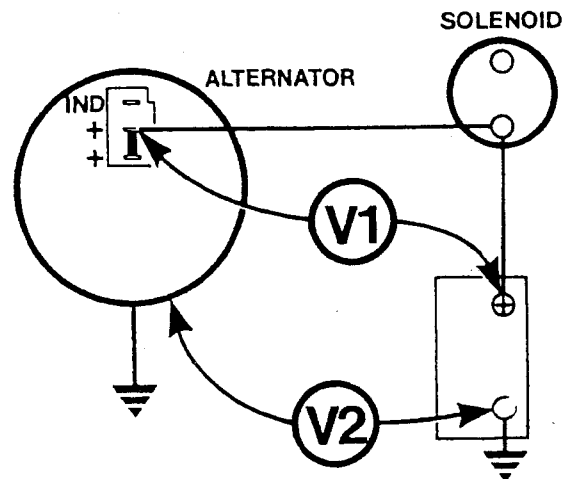 SOLENOID
ALTERNATOR
IND
+
+
V1
+
V2